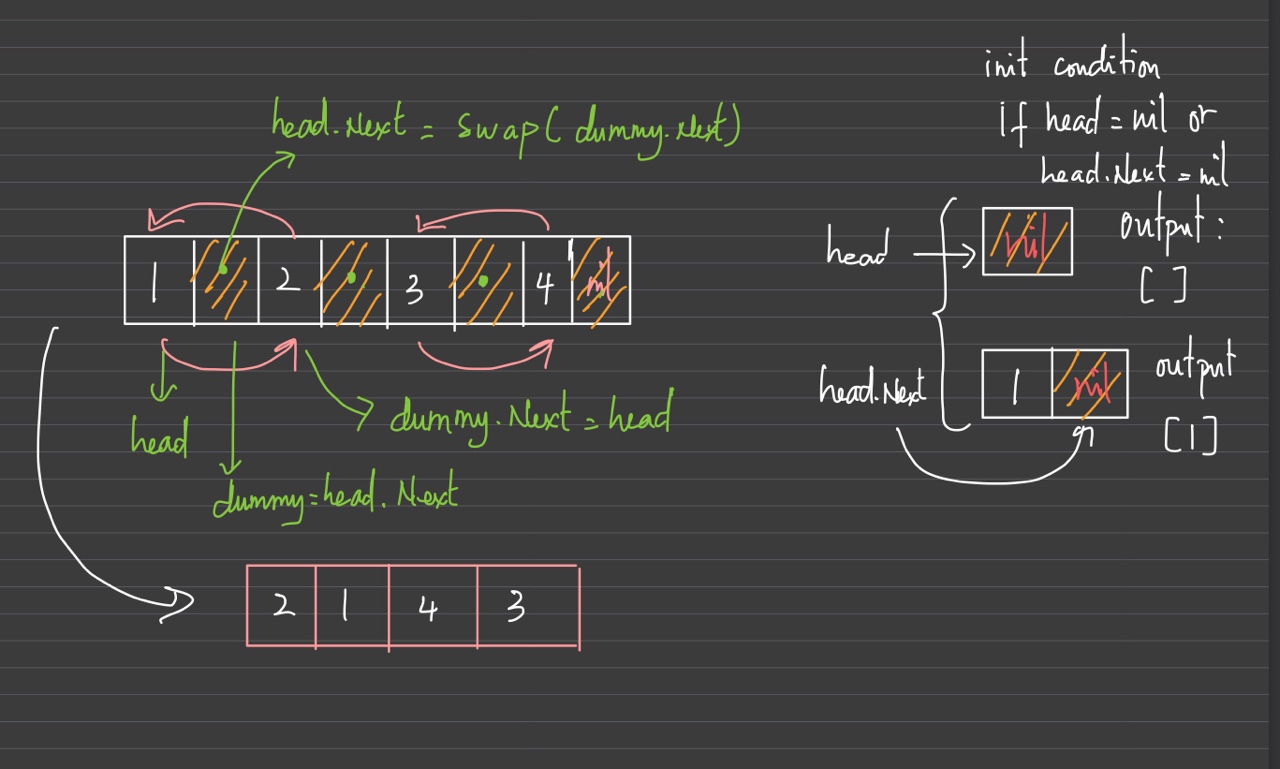 init condition
head.Next = swap( dummy.Next)
if head = nil or
head.Next = nil
1 2 3 4 nil
head
nil
output :
[ ]
head.Next
1 nil
output
[1]
head
dummy.Next = head
dummy = head.Next
2 1 4 3